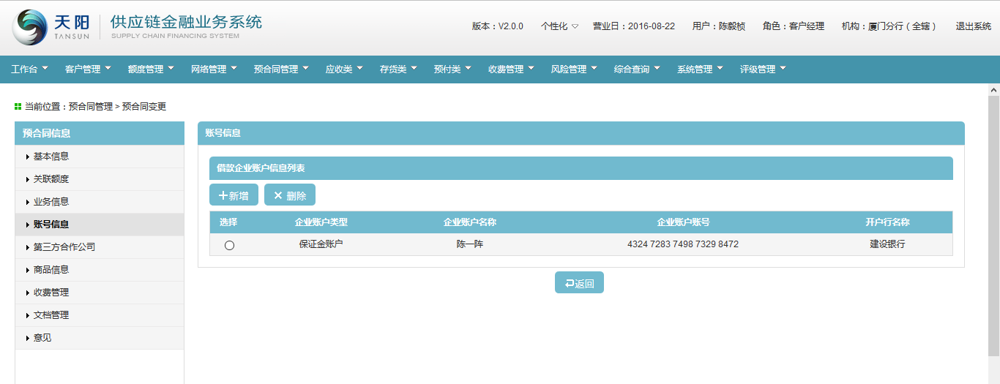 天阳 供应链金融业务系统
TANSUN SUPPLY CHAIN FINANCING SYSTEM
版本：V2.0.0 个性化 营业日：2016-08-22 用户：陈毅桢 角色：客户经理 机构：厦门分行（全辖） 退出系统
工作台 客户管理 额度管理 网络管理 预合同管理 应收类 存货类 预付类 收费管理 风险管理 综合查询 系统管理 评级管理
当前位置：预合同管理 > 预合同变更
预合同信息
基本信息
关联额度
业务信息
账号信息
第三方合作公司
商品信息
收费管理
文档管理
意见
账号信息
借款企业账户信息列表
新增 删除
选择 企业账户类型 企业账户名称 企业账户账号 开户行名称
保证金账户 陈一阵 4324 7283 7498 7329 8472 建设银行
返回